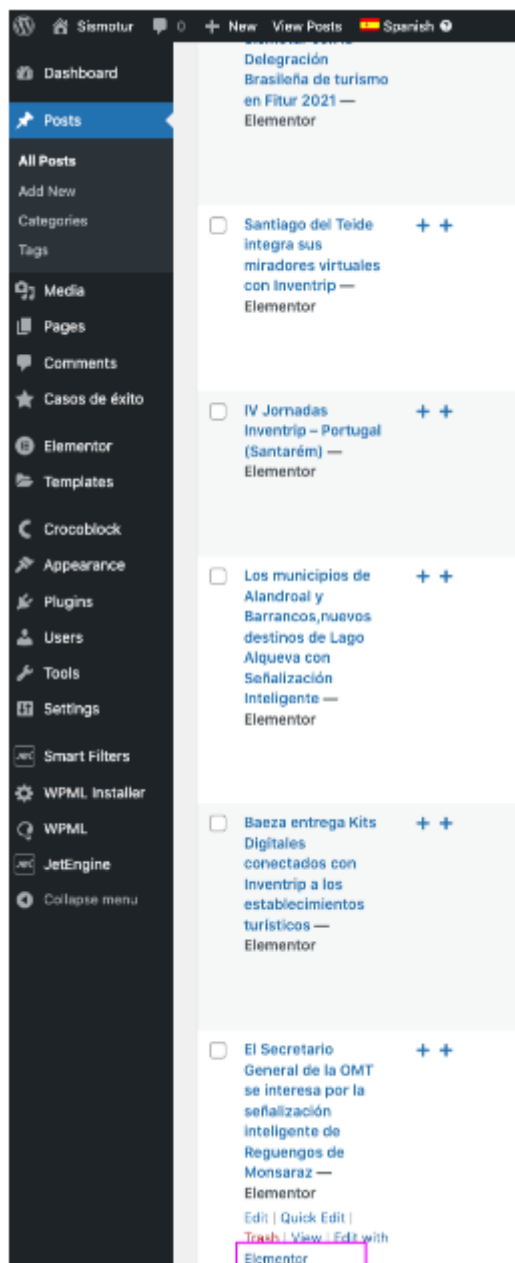 Sismotur 0 + New View Posts Spanish
Dashboard
Posts
All Posts
Add New
Categories
Tags
Media
Pages
Comments
Casos de éxito
Elementor
Templates
Crocoblock
Appearance
Plugins
Users
Tools
Settings
Smart Filters
WPML Installer
WPML
JetEngine
Collapse menu
Delegración
Brasileña de turismo
en Fitur 2021 —
Elementor
Santiago del Teide
integra sus
miradores virtuales
con Inventrip —
Elementor
+ +
IV Jornadas
Inventrip – Portugal
(Santarém) —
Elementor
+ +
Los municipios de
Alandroal y
Barrancos,nuevos
destinos de Lago
Alqueva con
Señalización
Inteligente —
Elementor
+ +
Baeza entrega Kits
Digitales
conectados con
Inventrip a los
establecimientos
turísticos —
Elementor
+ +
El Secretario
General de la OMT
se interesa por la
señalización
inteligente de
Reguengos de
Monsaraz —
Elementor
+ +
Edit | Quick Edit |
Trash | View | Edit with
Elementor